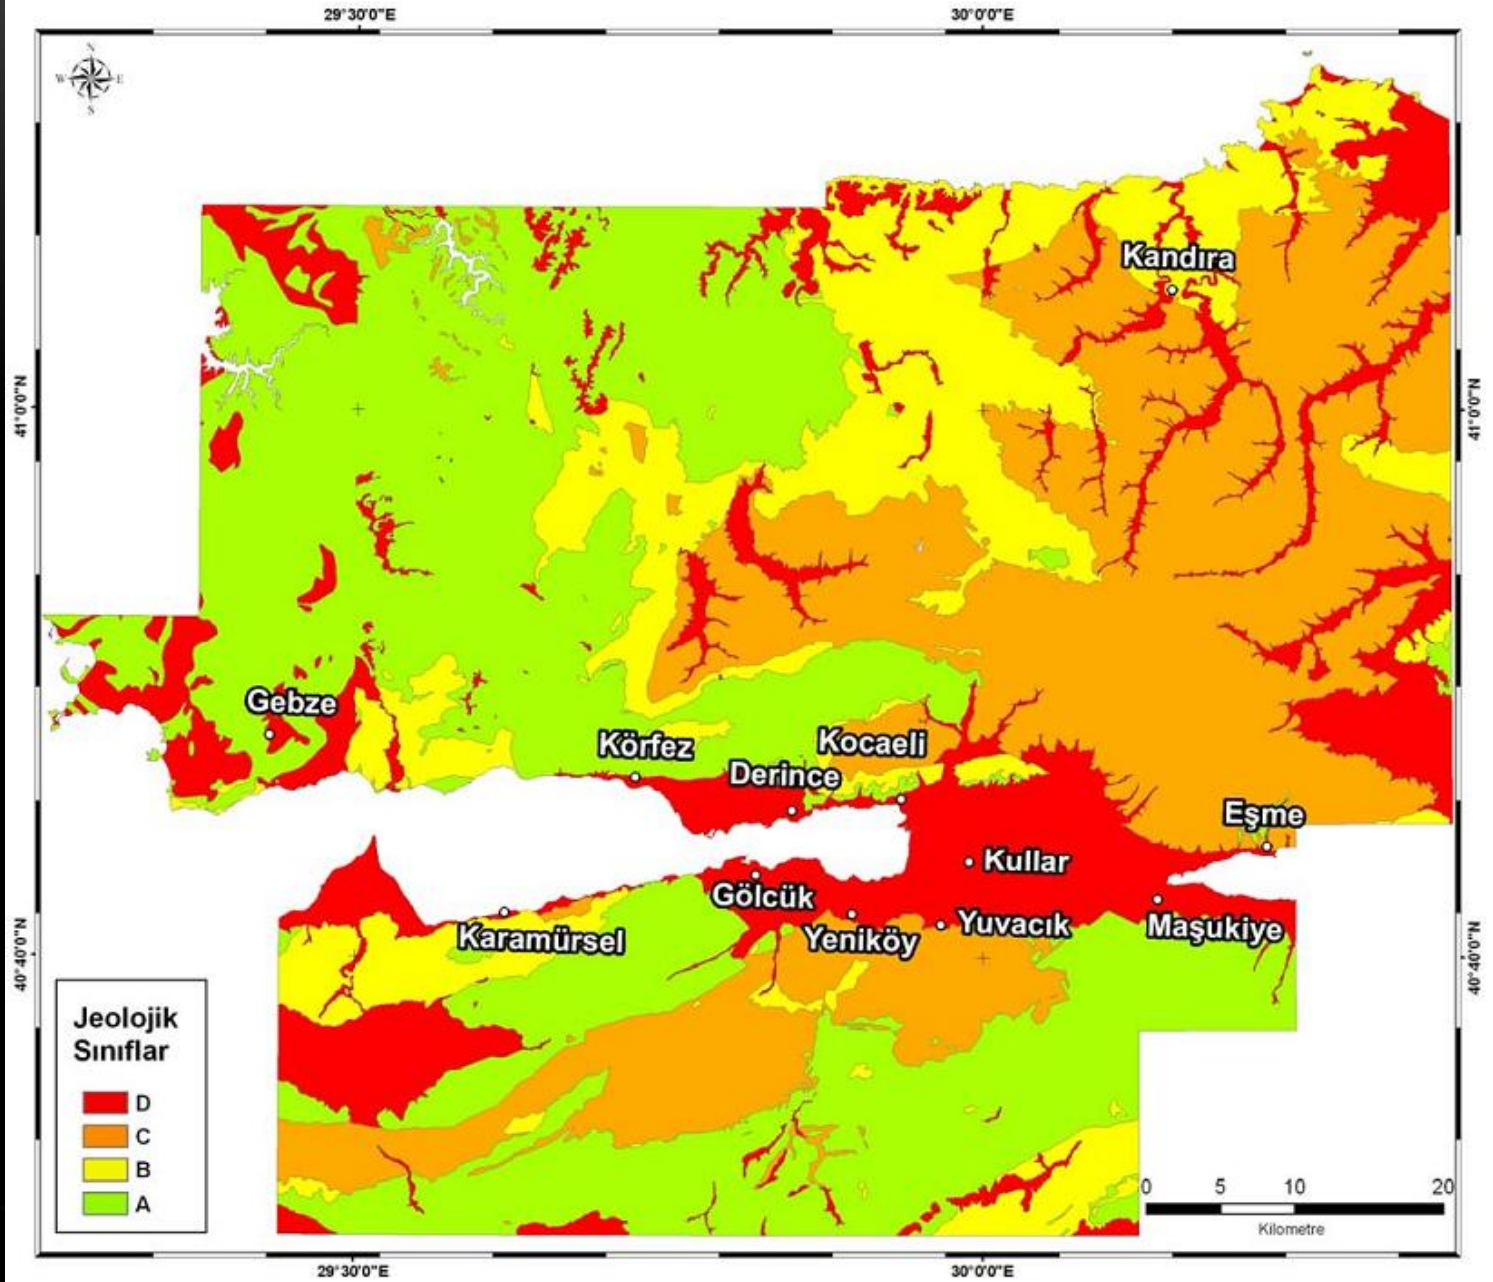 29°30'0"E
30°0'0"E
N
W
E
S
Kandıra
41°0'0"N
41°0'0"N
Gebze
Körfez
Kocaeli
Derince
Eşme
Kullar
Gölcük
Karamürsel
Yeniköy
Yuvacık
Maşukiye
40°40'0"N
40°40'0"N
Jeolojik
Sınıflar
D
C
B
A
0 5 10 20
Kilometre
29°30'0"E
30°0'0"E